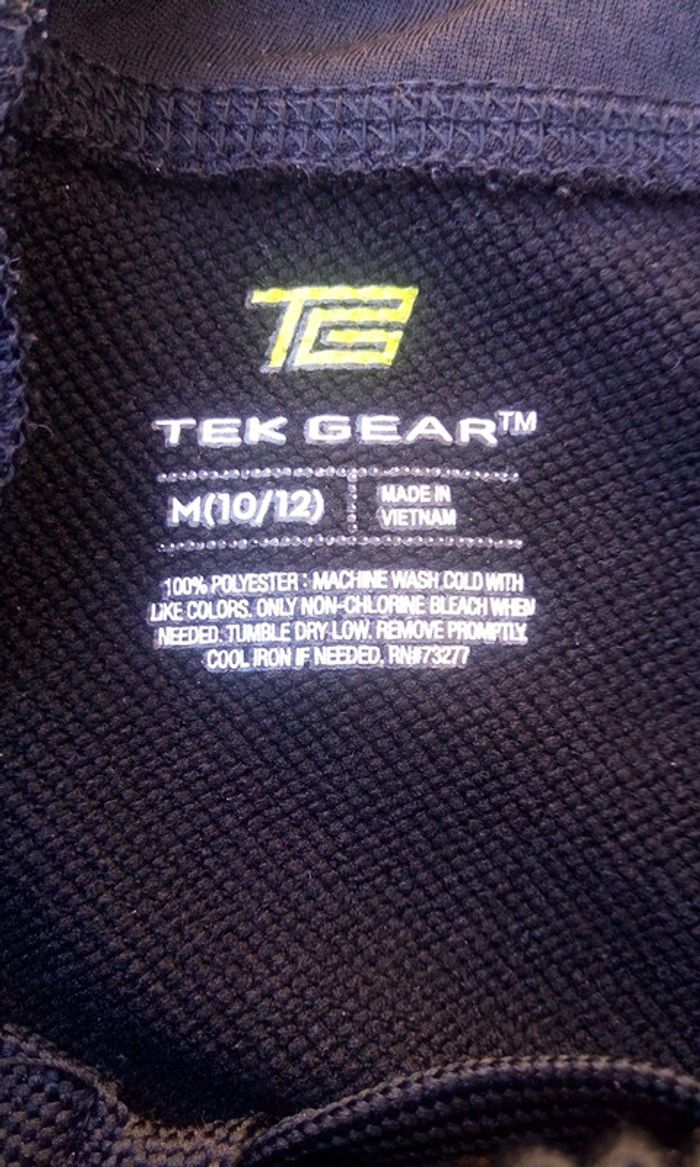 TG
TEK GEAR™
M(10/12)
MADE IN
VIETNAM
100% POLYESTER : MACHINE WASH COLD WITH
LIKE COLORS. ONLY NON-CHLORINE BLEACH WHEN
NEEDED. TUMBLE DRY LOW. REMOVE PROMPTLY.
COOL IRON IF NEEDED. RN#73277